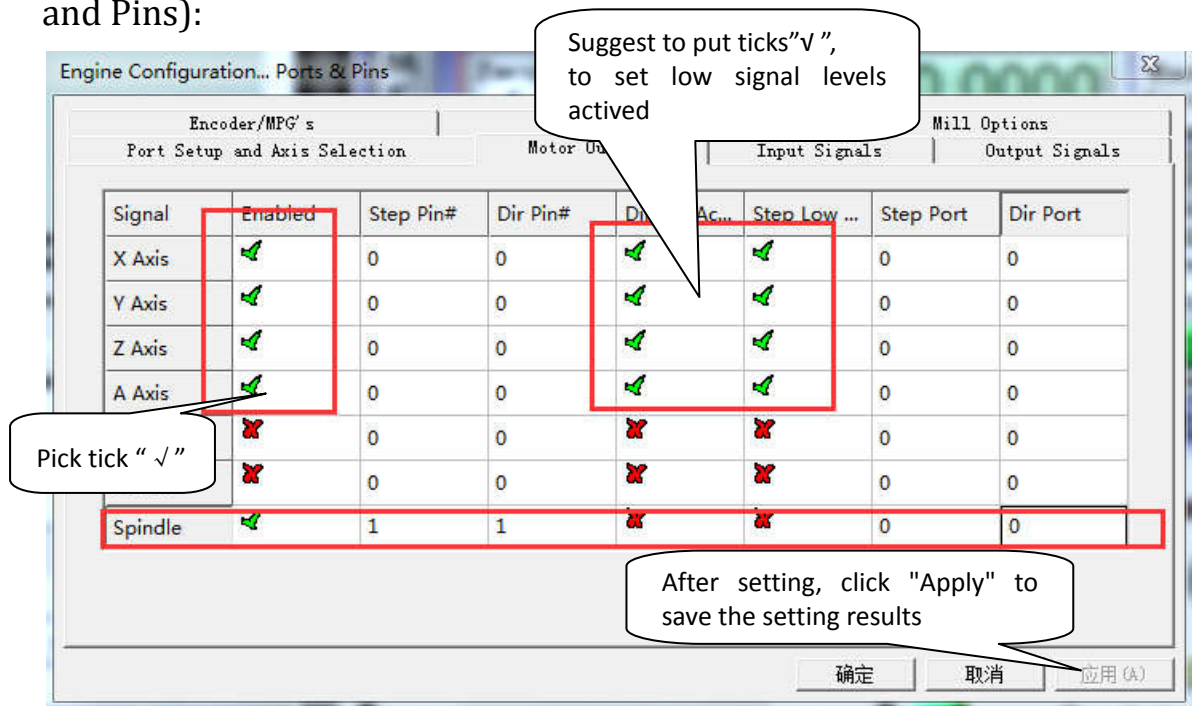 and Pins):
Suggest to put ticks”√ ”,
to set low signal levels
actived
Engine Configuration... Ports & Pins
Encoder/MPG's
Mill Options
Port Setup and Axis Selection
Motor Ou
Input Signals
Output Signals
Signal Enabled Step Pin# Dir Pin# Di Ac... Step Low ... Step Port Dir Port
X Axis 0 0 0 0
Y Axis 0 0 0 0
Z Axis 0 0 0 0
A Axis 0 0 0 0
0 0 0 0
Pick tick “ √ ”
0 0 0 0
Spindle 1 1 0 0
After setting, click "Apply" to
save the setting results
确定 取消 应用(A)